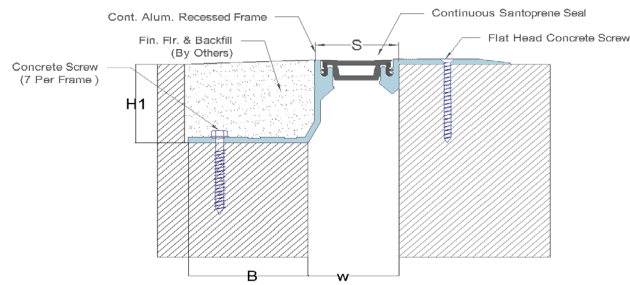 Cont. Alum. Recessed Frame
Continuous Santoprene Seal
Fin. Flr. & Backfill
(By Others)
S
Flat Head Concrete Screw
Concrete Screw
(7 Per Frame )
H1
B
w